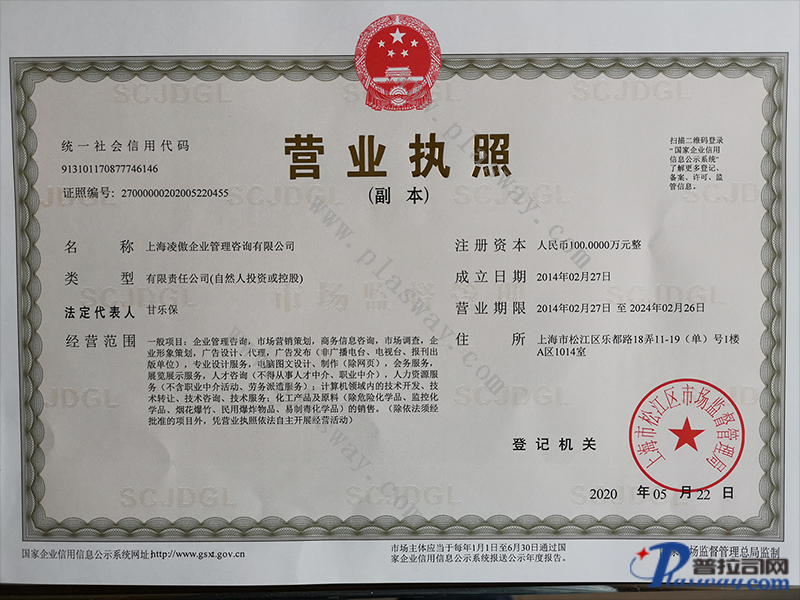 统一社会信用代码
913101170877746146
证照编号：27000000202005220455
营业执照
(副 本)
扫描二维码登录
“国家企业信用
信息公示系统”
了解更多登记、
备案、许可、监
管信息。
名 称 上海凌傲企业管理咨询有限公司
类 型 有限责任公司(自然人投资或控股)
法定代表人 甘乐保
经营范围 一般项目：企业管理咨询，市场营销策划，商务信息咨询，市场调查，企
业形象策划，广告设计、代理，广告发布（非广播电台、电视台、报刊出
版单位），专业设计服务，电脑图文设计、制作（除网页），会务服务，
展览展示服务，人才咨询（不得从事人才中介、职业中介），人力资源服
务（不含职业中介活动、劳务派遣服务）；计算机领域内的技术开发、技
术转让、技术咨询、技术服务；化工产品及原料（除危险化学品、监控化
学品、烟花爆竹、民用爆炸物品、易制毒化学品）的销售。（除依法须经
批准的项目外，凭营业执照依法自主开展经营活动）
注册资本 人民币100.0000万元整
成立日期 2014年02月27日
营业期限 2014年02月27日 至 2024年02月26日
住 所 上海市松江区乐都路18弄11-19（单）号1楼
A区1014室
登记机关
上海市松江区市场监督管理局
2020 年 05 月 22 日
国家企业信用信息公示系统网址http://www.gsxt.gov.cn
市场主体应当于每年1月1日至6月30日通过国
家企业信用信息公示系统报送公示年度报告。
市场监督管理总局监制
普拉司网
Plasway.com
www.plasway.com
SCJDGL
市场监督